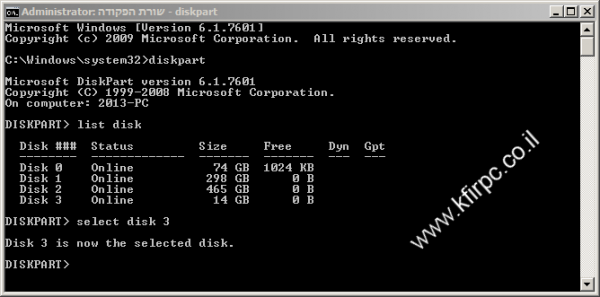 Administrator: שורת הפקודה - diskpart
Microsoft Windows [Version 6.1.7601]
Copyright (c) 2009 Microsoft Corporation.  All rights reserved.
C:\Windows\system32>diskpart
Microsoft DiskPart version 6.1.7601
Copyright (C) 1999-2008 Microsoft Corporation.
On computer: 2013-PC
DISKPART> list disk
Disk ###  Status         Size     Free     Dyn  Gpt
--------  -------------  -------  -------  ---  ---
Disk 0    Online           74 GB  1024 KB
Disk 1    Online          298 GB      0 B
Disk 2    Online          465 GB      0 B
Disk 3    Online           14 GB      0 B
DISKPART> select disk 3
Disk 3 is now the selected disk.
DISKPART>
www.kfirpc.co.il